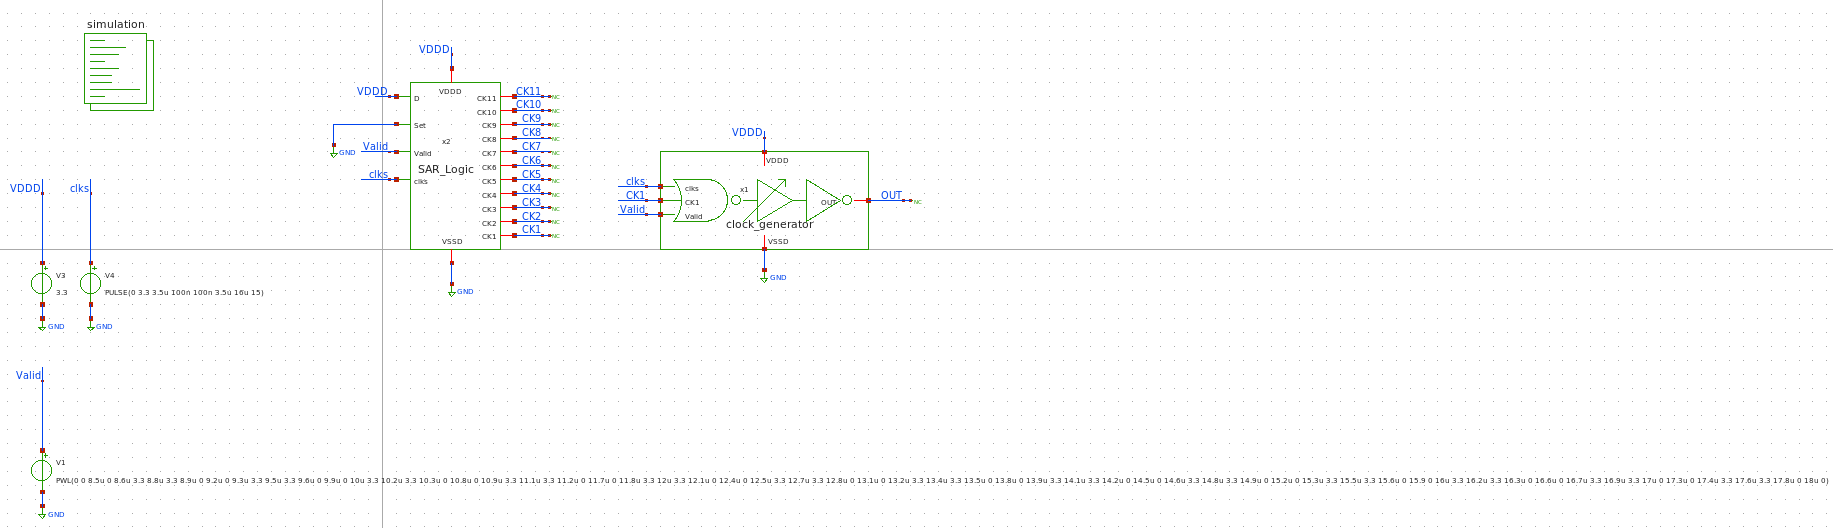 simulation
VDDD
VDDD
D
Set
GND
Valid
Valid
clks
clks
VDDD
x2
SAR_Logic
VSSD
GND
CK11
CK10
CK9
CK8
CK7
CK6
CK5
CK4
CK3
CK2
CK1
CK11 NC
CK10 NC
CK9 NC
CK8 NC
CK7 NC
CK6 NC
CK5 NC
CK4 NC
CK3 NC
CK2 NC
CK1 NC
VDDD
VDDD
clks
CK1
Valid
clks
CK1
Valid
x1
OUT
OUT NC
clock_generator
VSSD
GND
VDDD
clks
+
V3
3.3
GND
+
V4
PULSE(0 3.3 3.5u 100n 100n 3.5u 16u 15)
GND
Valid
+
V1
PWL(0 0 8.5u 0 8.6u 3.3 8.8u 3.3 8.9u 0 9.2u 0 9.3u 3.3 9.5u 3.3 9.6u 0 9.9u 0 10u 3.3 10.2u 3.3 10.3u 0 10.8u 0 10.9u 3.3 11.1u 3.3 11.2u 0 11.7u 0 11.8u 3.3 12u 3.3 12.1u 0 12.4u 0 12.5u 3.3 12.7u 3.3 12.8u 0 13.1u 0 13.2u 3.3 13.4u 3.3 13.5u 0 13.8u 0 13.9u 3.3 14.1u 3.3 14.2u 0 14.5u 0 14.6u 3.3 14.8u 3.3 14.9u 0 15.2u 0 15.3u 3.3 15.5u 3.3 15.6u 0 15.9 0 16u 3.3 16.2u 3.3 16.3u 0 16.6u 0 16.7u 3.3 16.9u 3.3 17u 0 17.3u 0 17.4u 3.3 17.6u 3.3 17.8u 0 18u 0)
GND